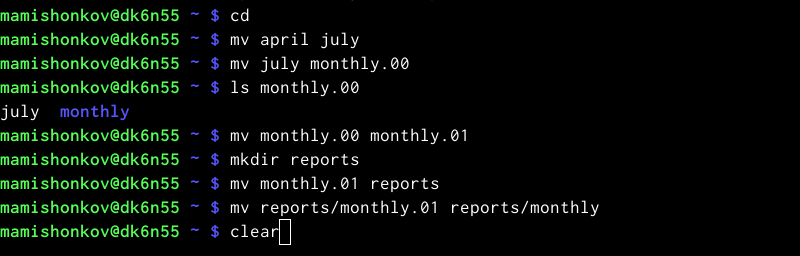 mamishonkov@dk6n55 ~ $ cd
mamishonkov@dk6n55 ~ $ mv april july
mamishonkov@dk6n55 ~ $ mv july monthly.00
mamishonkov@dk6n55 ~ $ ls monthly.00
july  monthly
mamishonkov@dk6n55 ~ $ mv monthly.00 monthly.01
mamishonkov@dk6n55 ~ $ mkdir reports
mamishonkov@dk6n55 ~ $ mv monthly.01 reports
mamishonkov@dk6n55 ~ $ mv reports/monthly.01 reports/monthly
mamishonkov@dk6n55 ~ $ clear